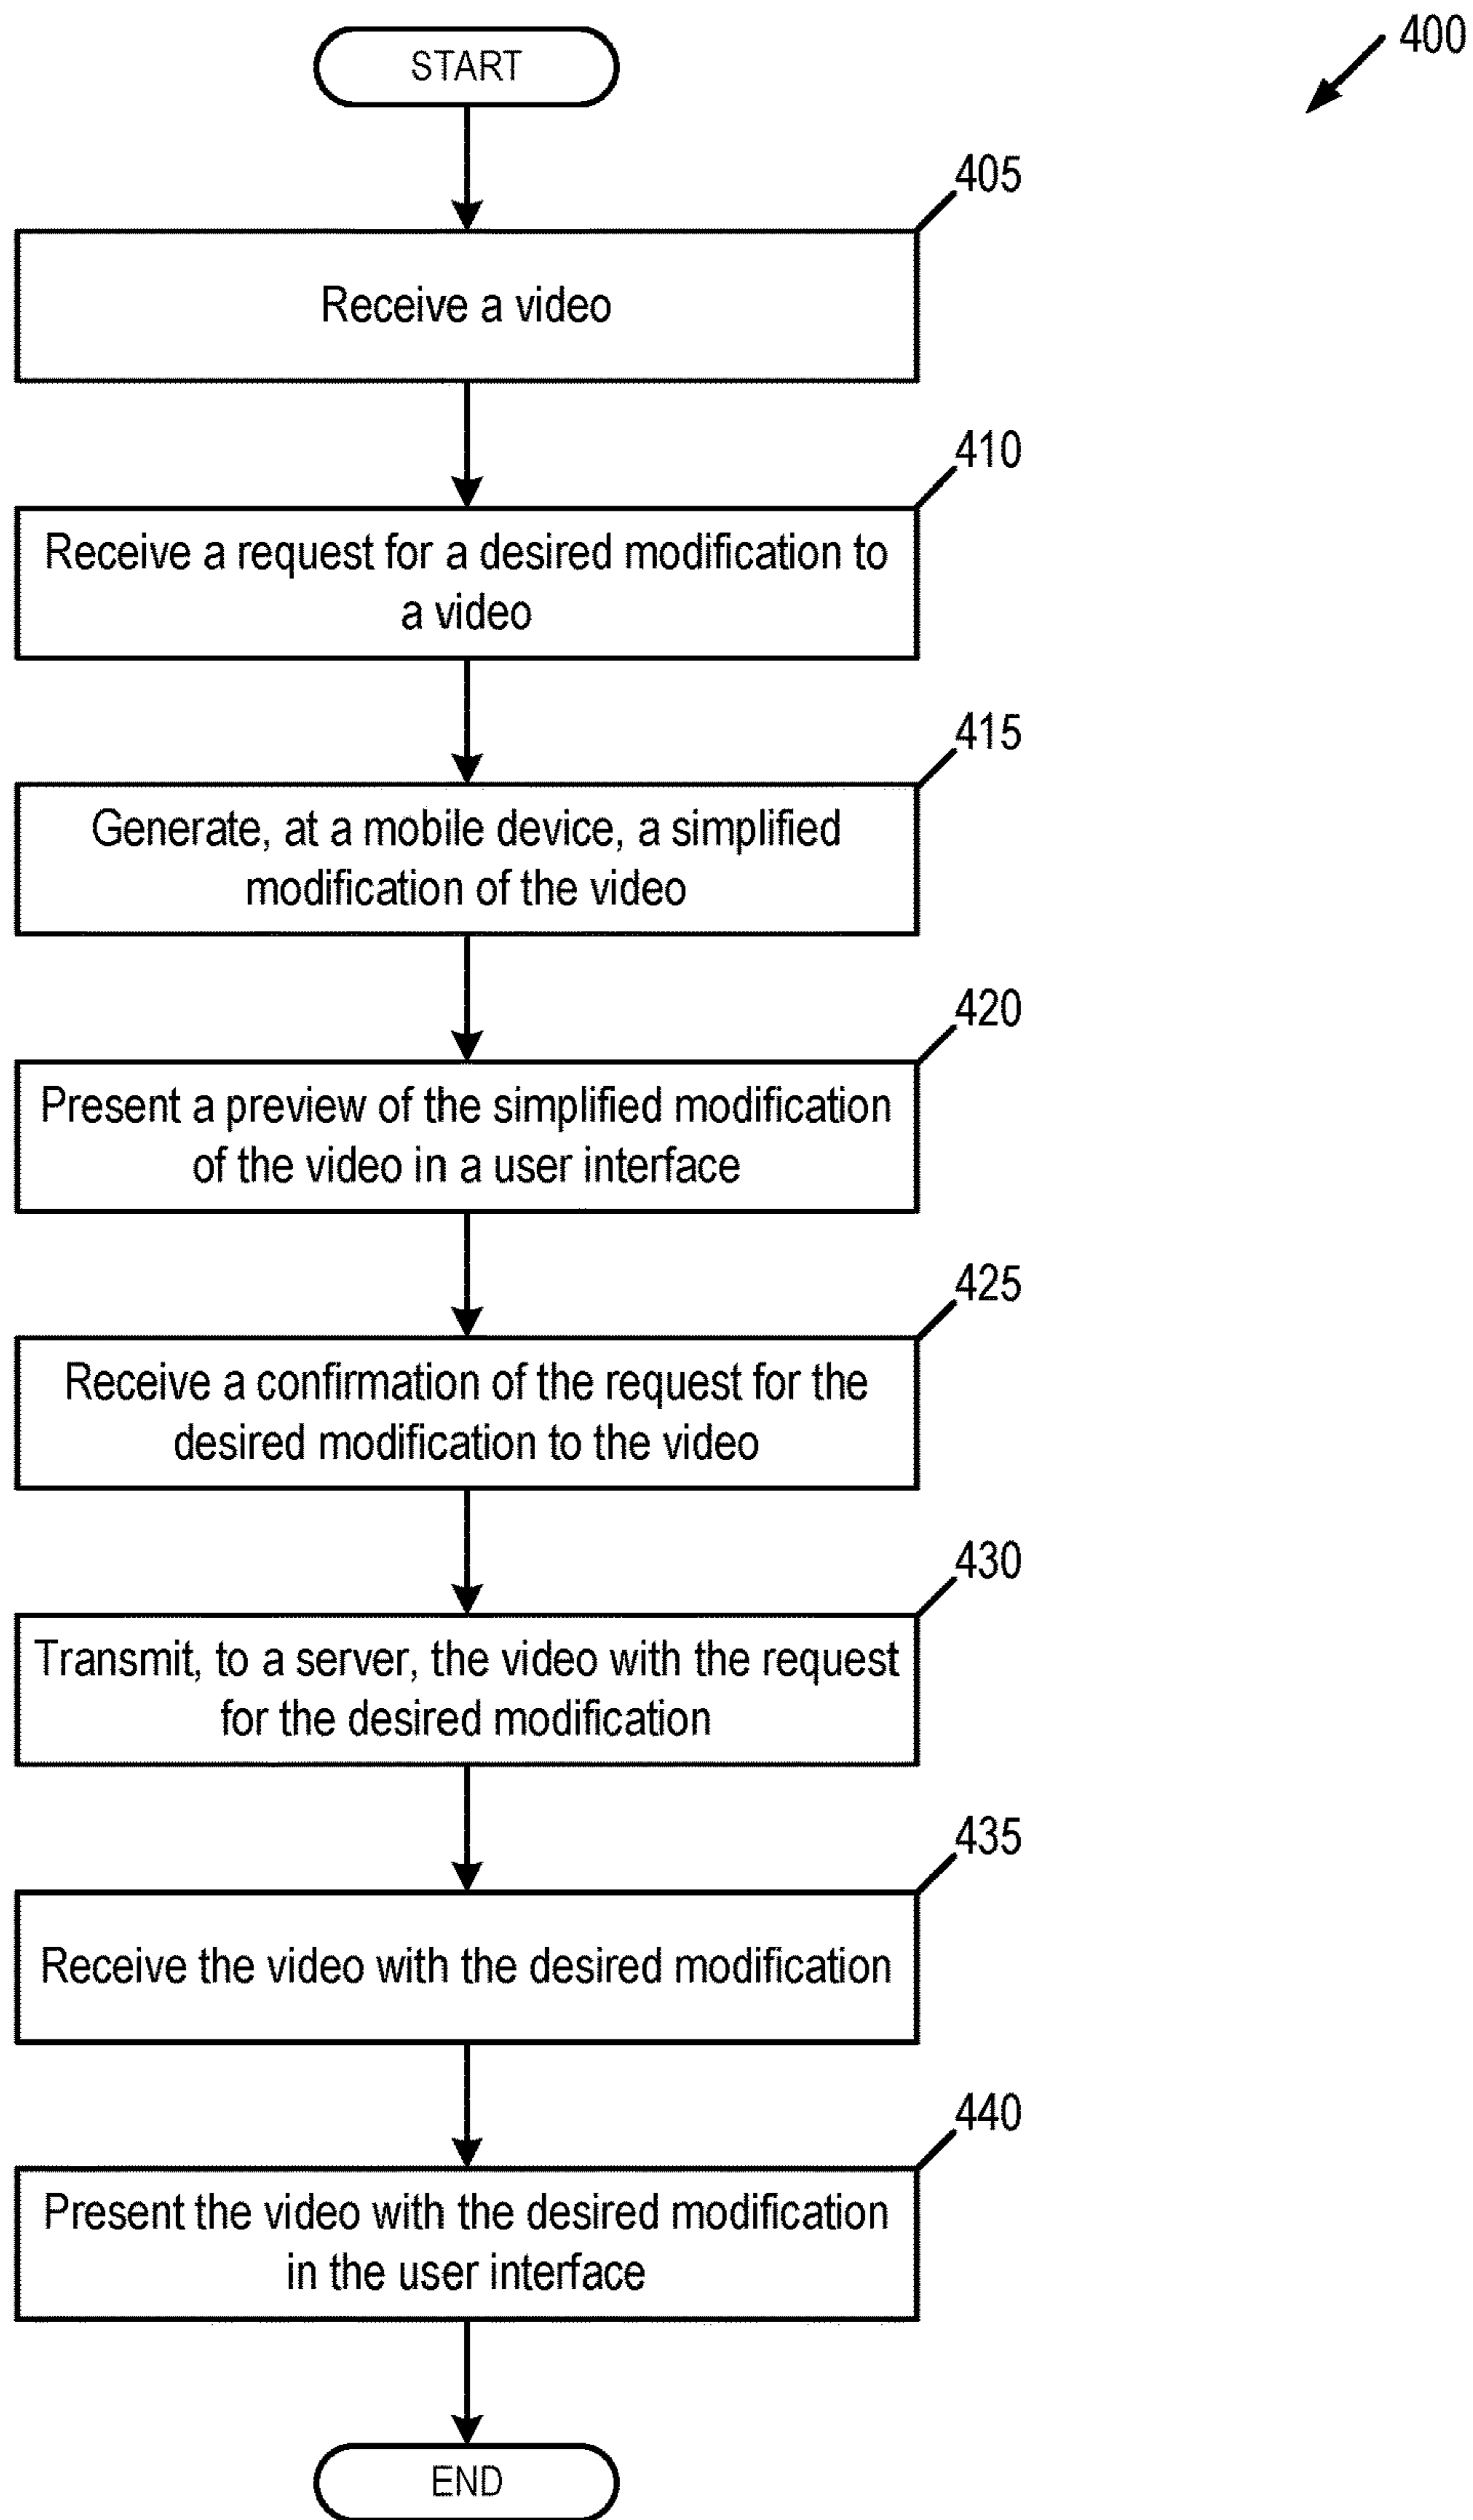 START
400
405
Receive a video
410
Receive a request for a desired modification to
a video
415
Generate, at a mobile device, a simplified
modification of the video
420
Present a preview of the simplified modification
of the video in a user interface
425
Receive a confirmation of the request for the
desired modification to the video
430
Transmit, to a server, the video with the request
for the desired modification
435
Receive the video with the desired modification
440
Present the video with the desired modification
in the user interface
END